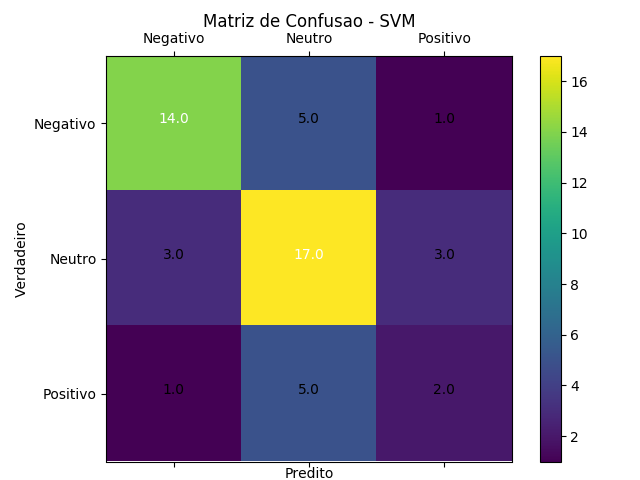 Matriz de Confusao - SVM
Negativo Neutro Positivo
Negativo 14.0 5.0 1.0
Neutro 3.0 17.0 3.0
Positivo 1.0 5.0 2.0
Verdadeiro
Predito
16
14
12
10
8
6
4
2